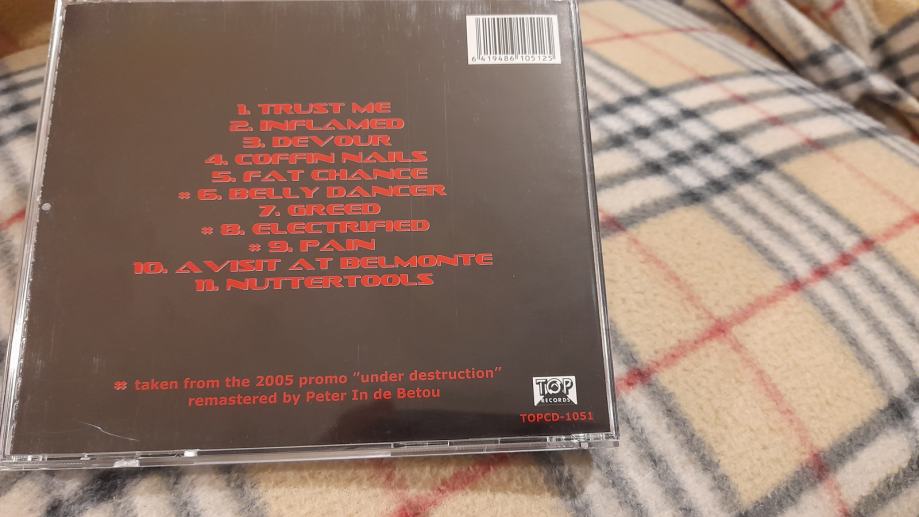 6 419486 105125
1. TRUST ME
2. INFLAMED
3. DEVOUR
4. COFFIN NAILS
5. FAT CHANCE
# 6. BELLY DANCER
7. GREED
# 8. ELECTRIFIED
# 9. PAIN
10. A VISIT AT BELMONTE
11. NUTTERTOOLS
# taken from the 2005 promo "under destruction"
remastered by Peter In de Betou
TOP
RECORDS
TOPCD-1051